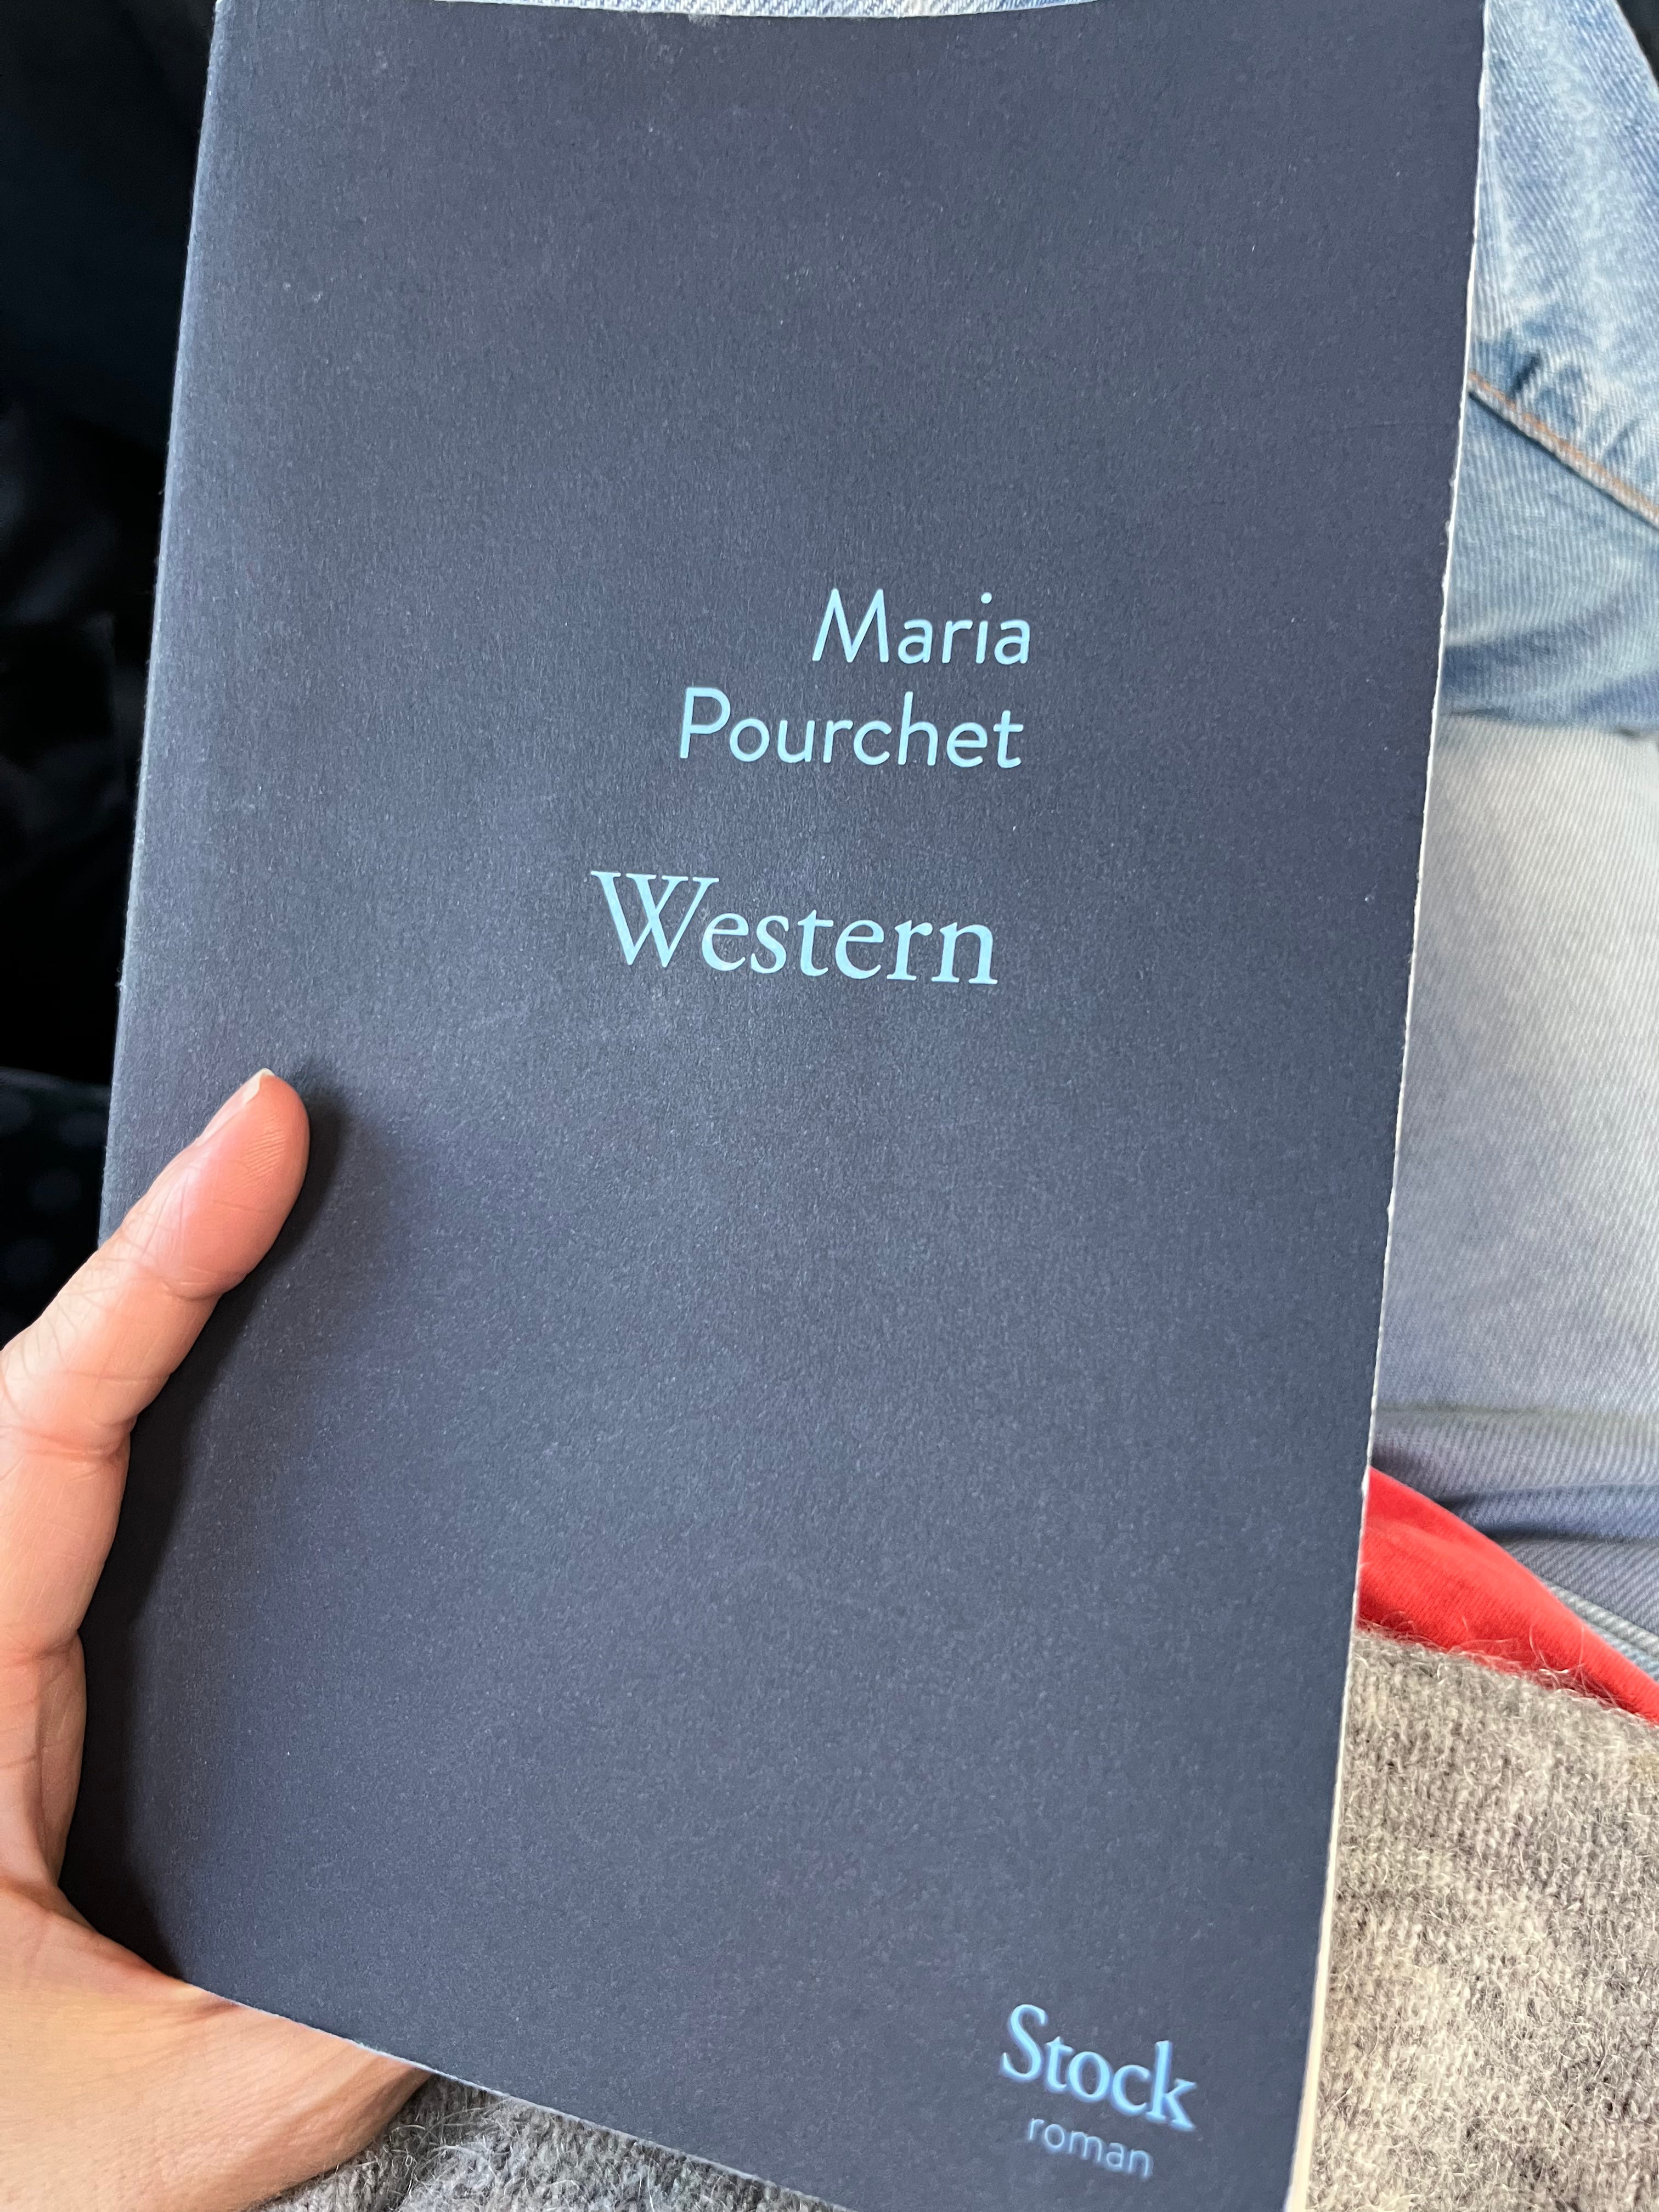 Maria
Pourchet
Western
Stock
roman